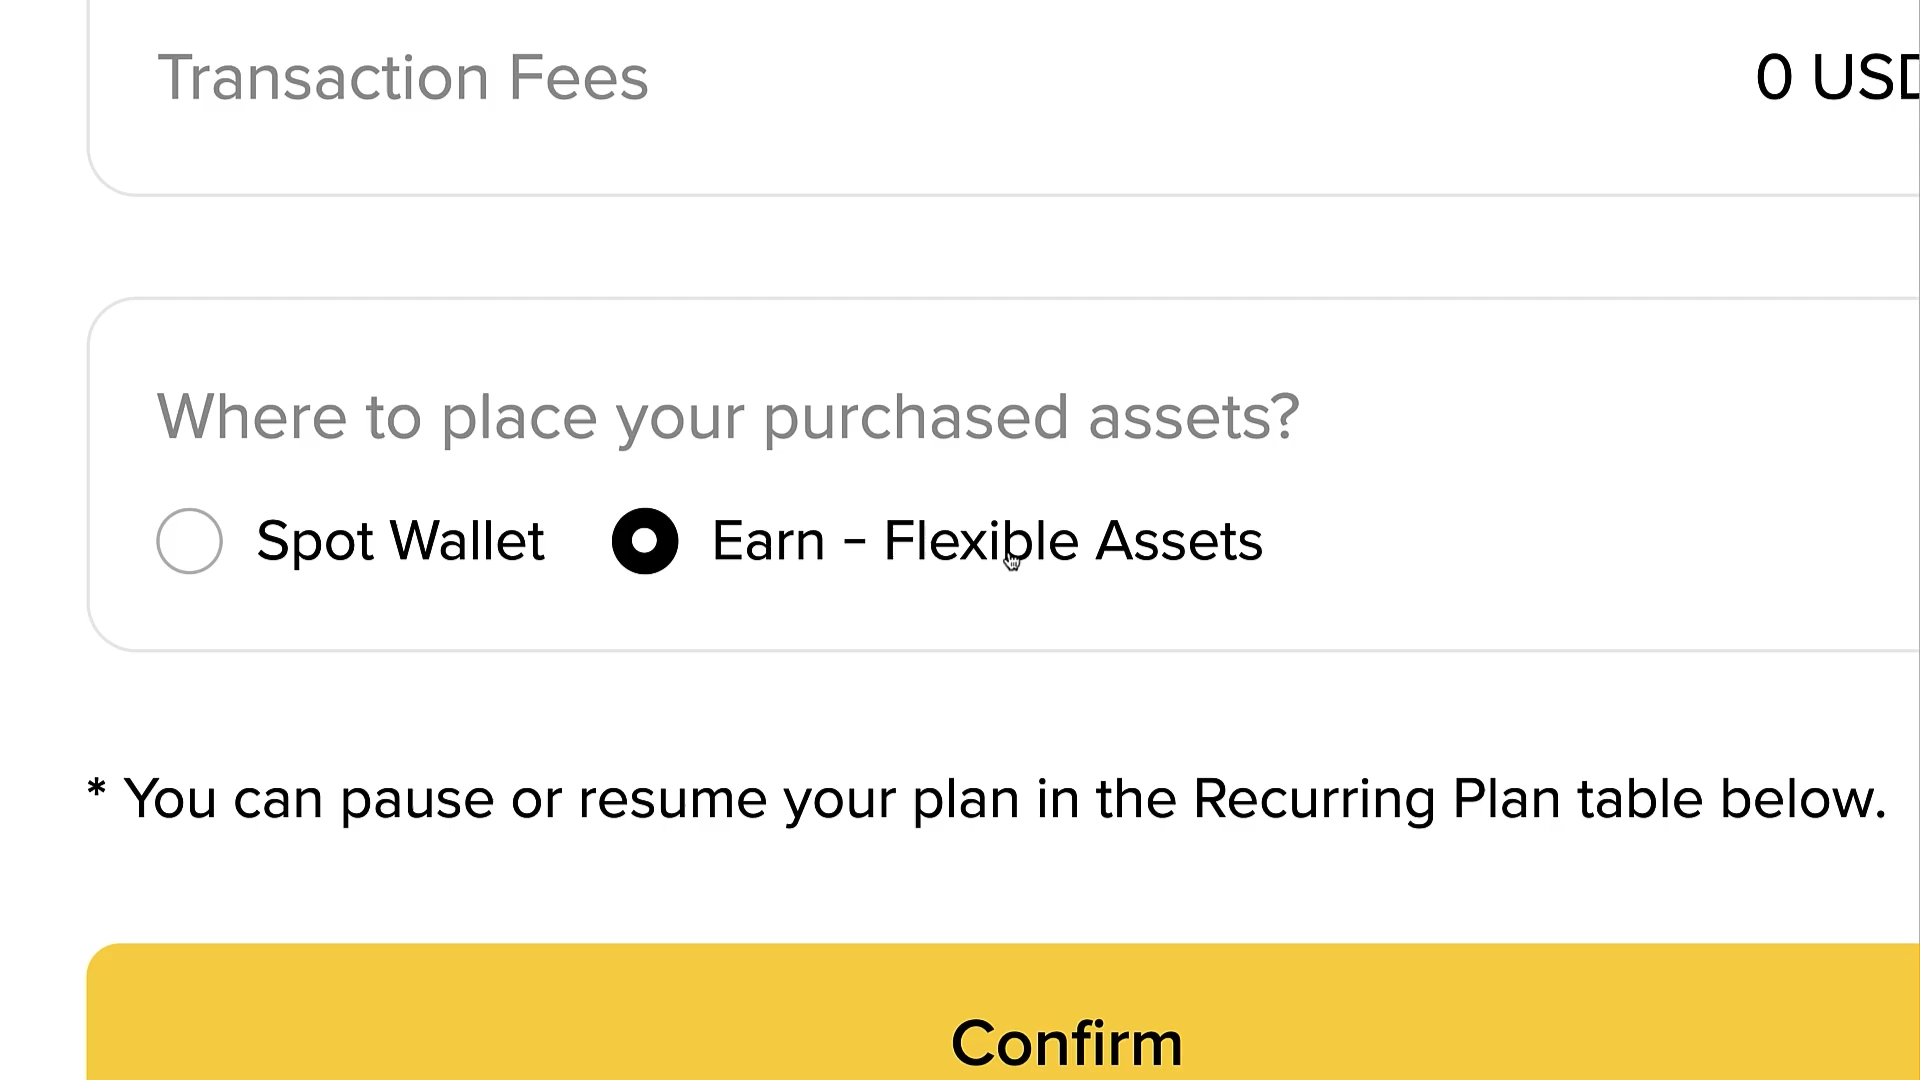 Transaction Fees 0 USD
Where to place your purchased assets?
Spot Wallet Earn - Flexible Assets
* You can pause or resume your plan in the Recurring Plan table below.
Confirm